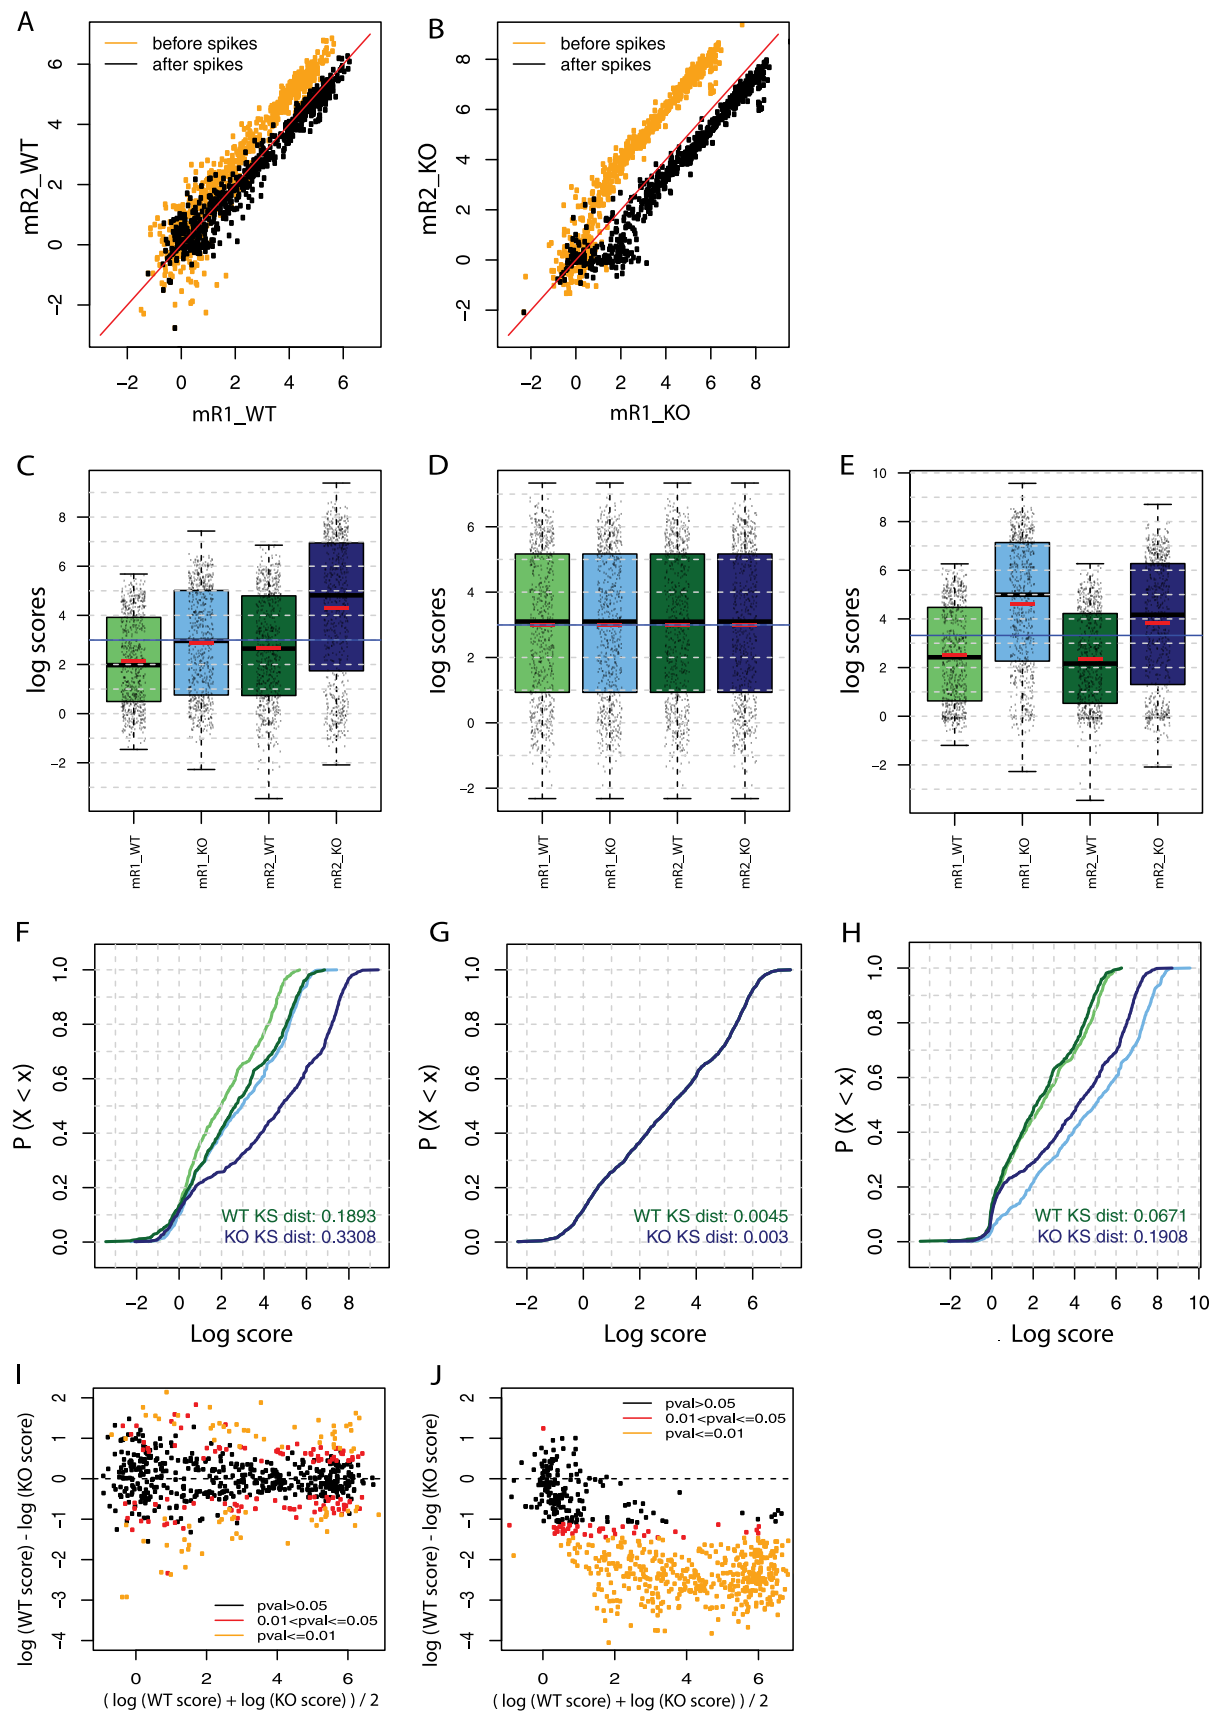 A
before spikes
after spikes
6
4
2
0
−2
mR2_WT
−2 0 2 4 6
mR1_WT
B
before spikes
after spikes
8
6
4
2
0
−2
mR2_KO
−2 0 2 4 6 8
mR1_KO
C
8
6
4
2
0
−2
log scores
mR1_WT
mR1_KO
mR2_WT
mR2_KO
D
6
4
2
0
−2
log scores
mR1_WT
mR1_KO
mR2_WT
mR2_KO
E
10
8
6
4
2
0
−2
log scores
mR1_WT
mR1_KO
mR2_WT
mR2_KO
F
1.0
0.8
0.6
0.4
0.2
0.0
P (X < x)
WT KS dist: 0.1893
KO KS dist: 0.3308
−2 0 2 4 6 8
Log score
G
1.0
0.8
0.6
0.4
0.2
0.0
P (X < x)
WT KS dist: 0.0045
KO KS dist: 0.003
−2 0 2 4 6
Log score
H
1.0
0.8
0.6
0.4
0.2
0.0
P (X < x)
WT KS dist: 0.0671
KO KS dist: 0.1908
−2 0 2 4 6 8 10
Log score
I
2
1
0
−1
−2
−3
−4
log (WT score) - log (KO score)
pval>0.05
0.01<pval<=0.05
pval<=0.01
0 2 4 6
( log (WT score) + log (KO score) ) / 2
J
2
1
0
−1
−2
−3
−4
log (WT score) - log (KO score)
pval>0.05
0.01<pval<=0.05
pval<=0.01
0 2 4 6
( log (WT score) + log (KO score) ) / 2